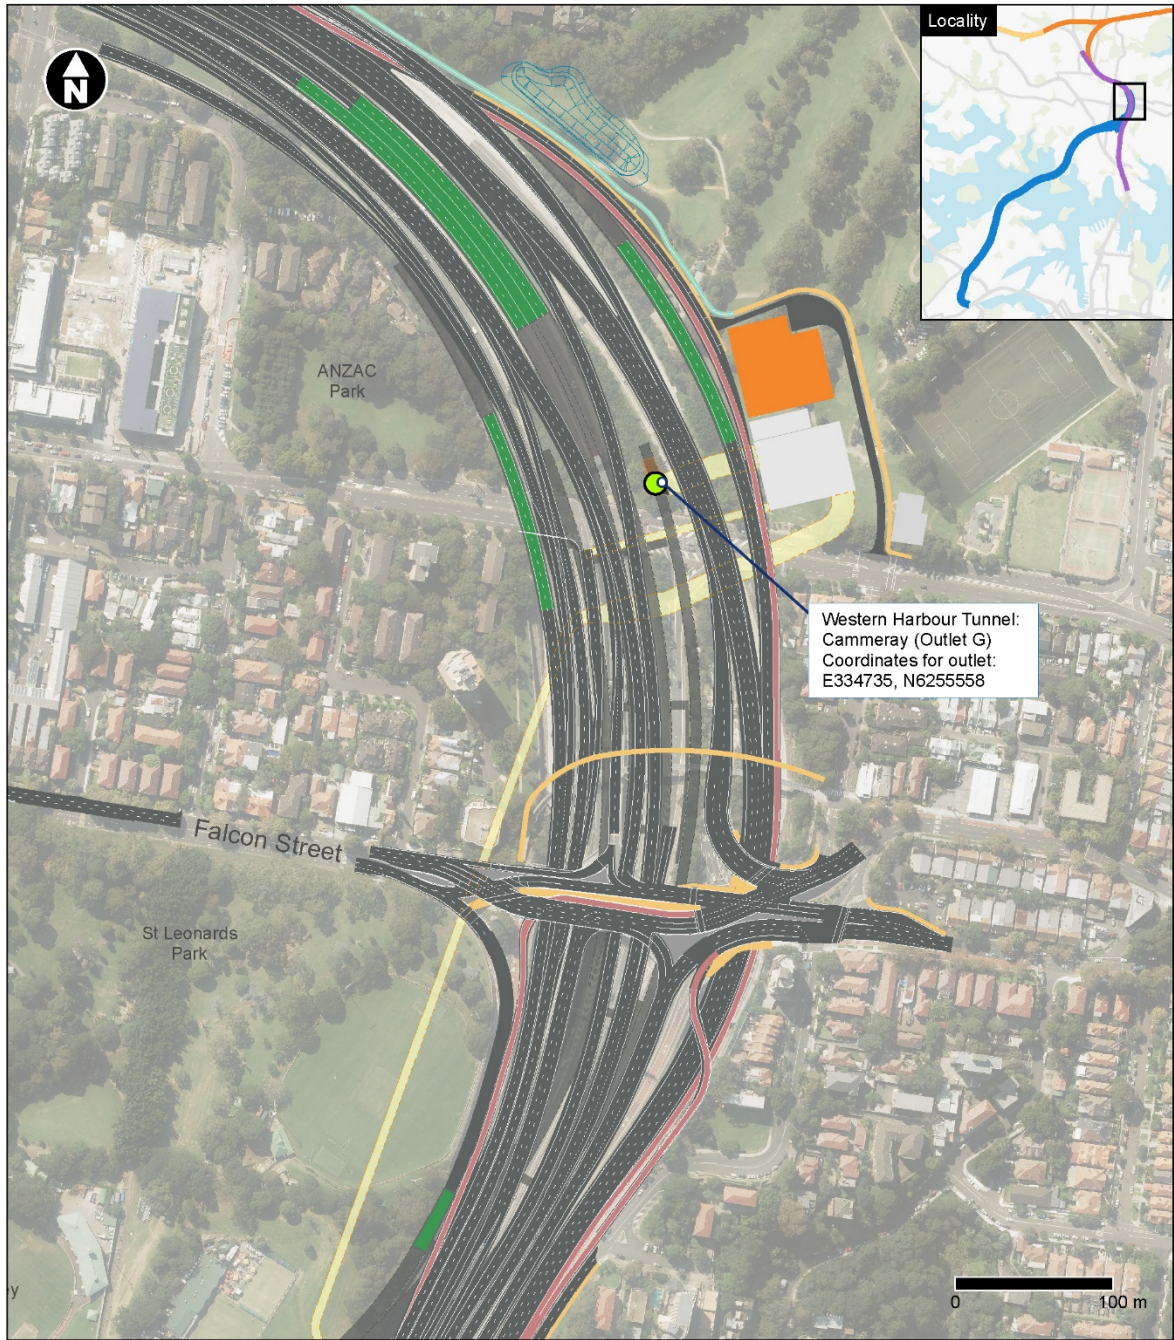 Locality
N
ANZAC
Park
Western Harbour Tunnel:
Cammeray (Outlet G)
Coordinates for outlet:
E334735, N6255558
Falcon Street
St Leonards
Park
y
0 100 m